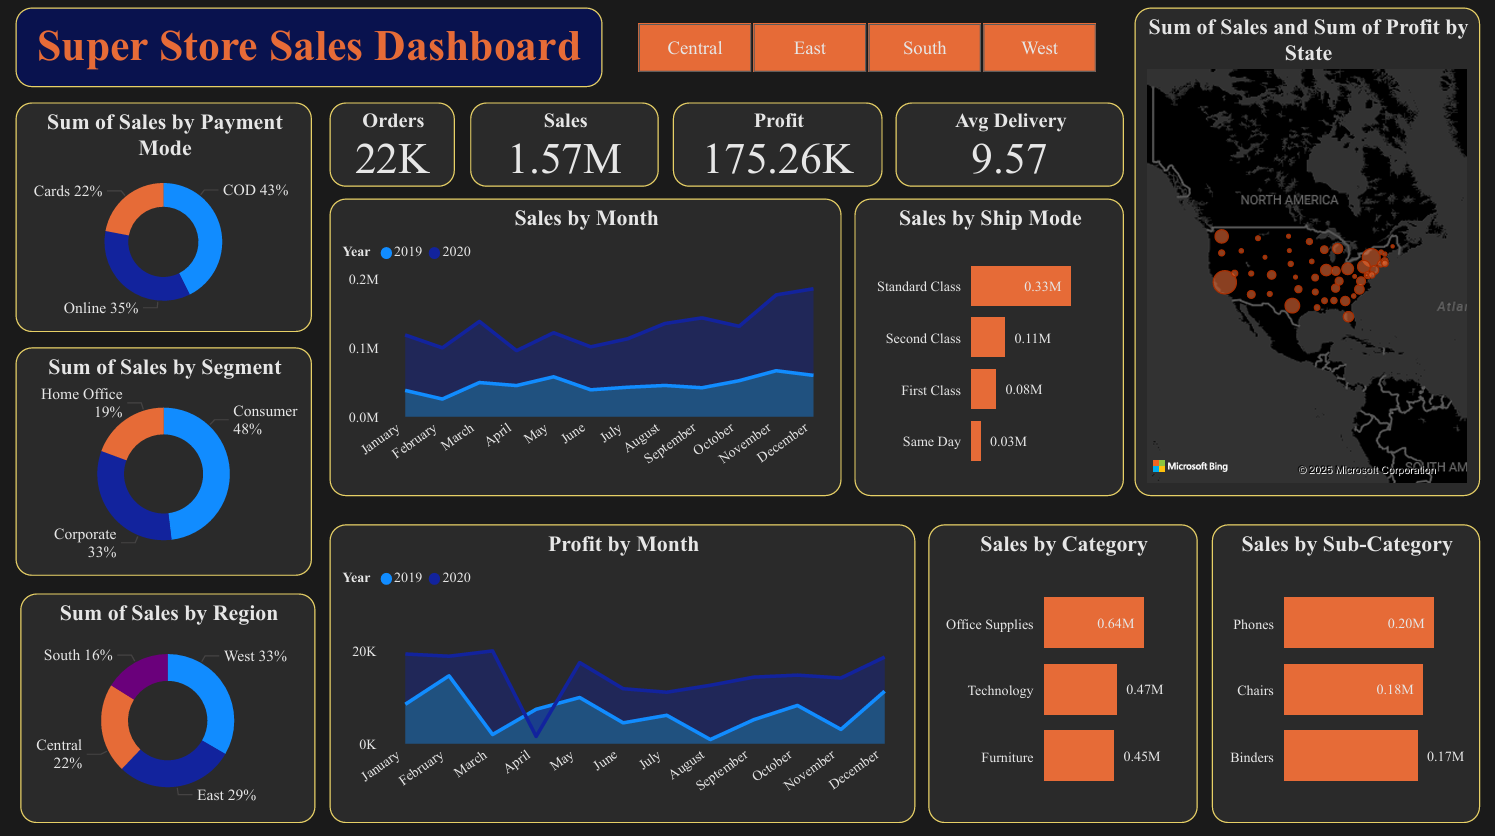 Super Store Sales Dashboard
Central
East
South
West
Sum of Sales and Sum of Profit by
State
NORTH AMERICA
Microsoft Bing
© 2025 Microsoft Corporation
SOUTH AM
Sum of Sales by Payment
Mode
Cards 22%
COD 43%
Online 35%
Orders
22K
Sales
1.57M
Profit
175.26K
Avg Delivery
9.57
Sales by Month
Year 2019 2020
0.2M
0.1M
0.0M
January
February
March
April
May
June
July
August
September
October
November
December
Sales by Ship Mode
Standard Class 0.33M
Second Class 0.11M
First Class 0.08M
Same Day 0.03M
Sum of Sales by Segment
Home Office
19%
Consumer
48%
Corporate
33%
Sum of Sales by Region
South 16%
West 33%
Central
22%
East 29%
Profit by Month
Year 2019 2020
20K
0K
January
February
March
April
May
June
July
August
September
October
November
December
Sales by Category
Office Supplies 0.64M
Technology 0.47M
Furniture 0.45M
Sales by Sub-Category
Phones 0.20M
Chairs 0.18M
Binders 0.17M